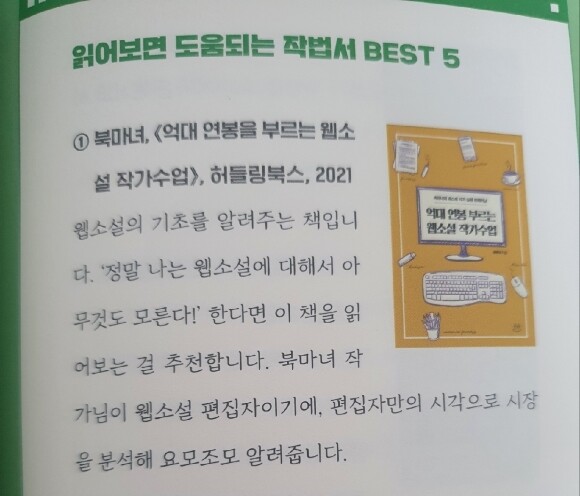 읽어보면 도움되는 작법서 BEST 5
① 북마녀, 《억대 연봉을 부르는 웹소
설 작가수업》, 허들링북스, 2021
웹소설의 기초를 알려주는 책입니
다. ‘정말 나는 웹소설에 대해서 아
무것도 모른다!’ 한다면 이 책을 읽
어보는 걸 추천합니다. 북마녀 작
가님이 웹소설 편집자이기에, 편집자만의 시각으로 시장
을 분석해 요모조모 알려줍니다.
억대 연봉 부르는
웹소설 작가수업